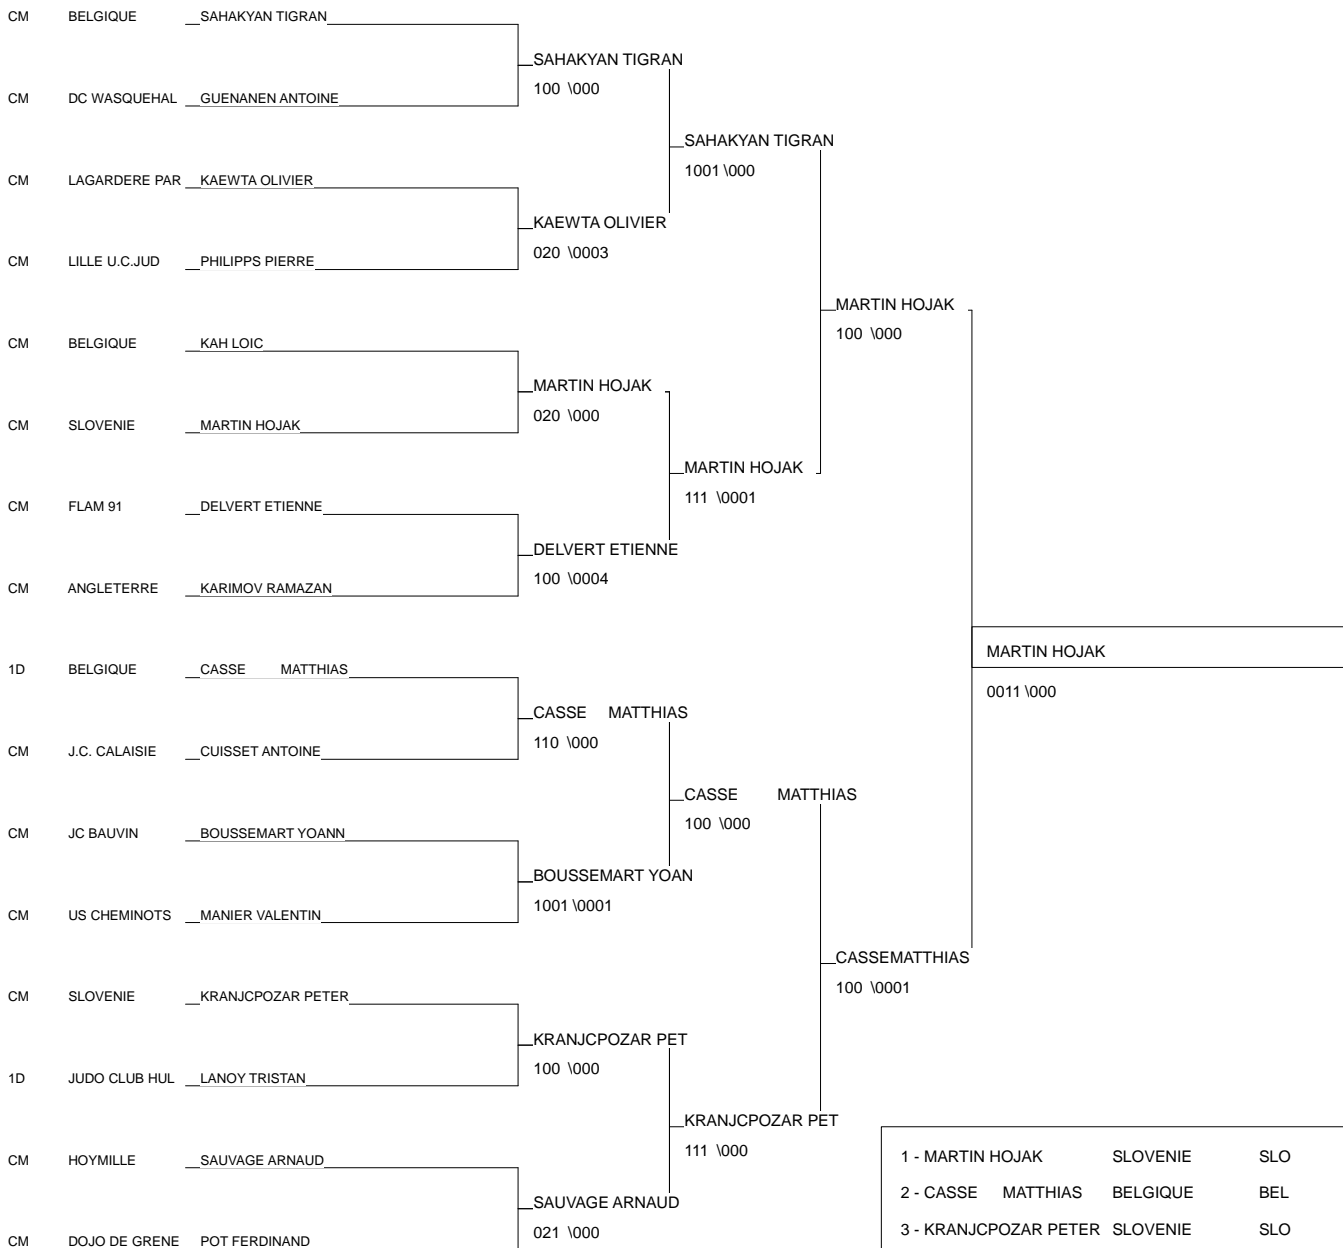 CM BELGIQUE SAHAKYAN TIGRAN
SAHAKYAN TIGRAN
100 \000
CM DC WASQUEHAL GUENANEN ANTOINE
SAHAKYAN TIGRAN
1001 \000
CM LAGARDERE PAR KAEWTA OLIVIER
KAEWTA OLIVIER
020 \0003
CM LILLE U.C.JUD PHILIPPS PIERRE
MARTIN HOJAK
100 \000
CM BELGIQUE KAH LOIC
MARTIN HOJAK
020 \000
CM SLOVENIE MARTIN HOJAK
MARTIN HOJAK
111 \0001
CM FLAM 91 DELVERT ETIENNE
DELVERT ETIENNE
100 \0004
CM ANGLETERRE KARIMOV RAMAZAN
MARTIN HOJAK
0011 \000
1D BELGIQUE CASSE MATTHIAS
CASSE MATTHIAS
110 \000
CM J.C. CALAISIE CUISSET ANTOINE
CASSE MATTHIAS
100 \000
CM JC BAUVIN BOUSSEMART YOANN
BOUSSEMART YOAN
1001 \0001
CM US CHEMINOTS MANIER VALENTIN
CASSEMATTHIAS
100 \0001
CM SLOVENIE KRANJCPOZAR PETER
KRANJCPOZAR PET
100 \000
1D JUDO CLUB HUL LANOY TRISTAN
KRANJCPOZAR PET
111 \000
CM HOYMILLE SAUVAGE ARNAUD
SAUVAGE ARNAUD
021 \000
CM DOJO DE GRENE POT FERDINAND
1 - MARTIN HOJAK SLOVENIE SLO
2 - CASSE MATTHIAS BELGIQUE BEL
3 - KRANJCPOZAR PETER SLOVENIE SLO